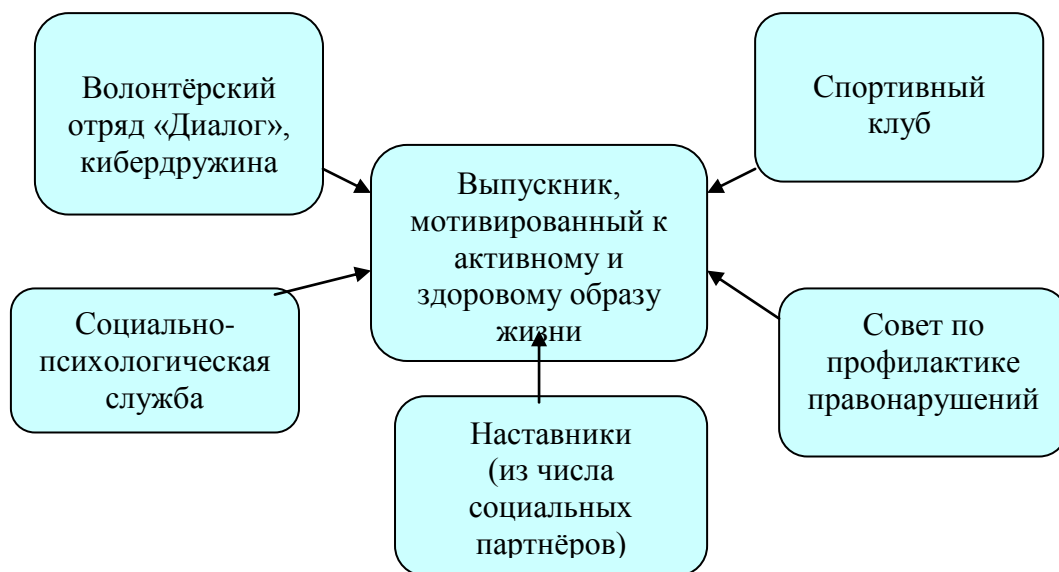 Волонтёрский
отряд «Диалог»,
кибердружина
Спортивный
клуб
Выпускник,
мотивированный к
активному и
здоровому образу
жизни
Социально-
психологическая
служба
Совет по
профилактике
правонарушений
Наставники
(из числа
социальных
партнёров)